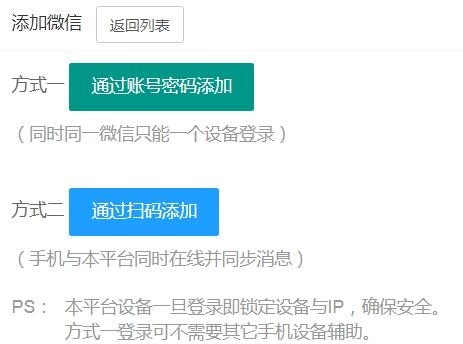 添加微信 返回列表
方式一 通过账号密码添加
（同时同一微信只能一个设备登录）
方式二 通过扫码添加
（手机与本平台同时在线并同步消息）
PS： 本平台设备一旦登录即锁定设备与IP，确保安全。
方式一登录可不需要其它手机设备辅助。